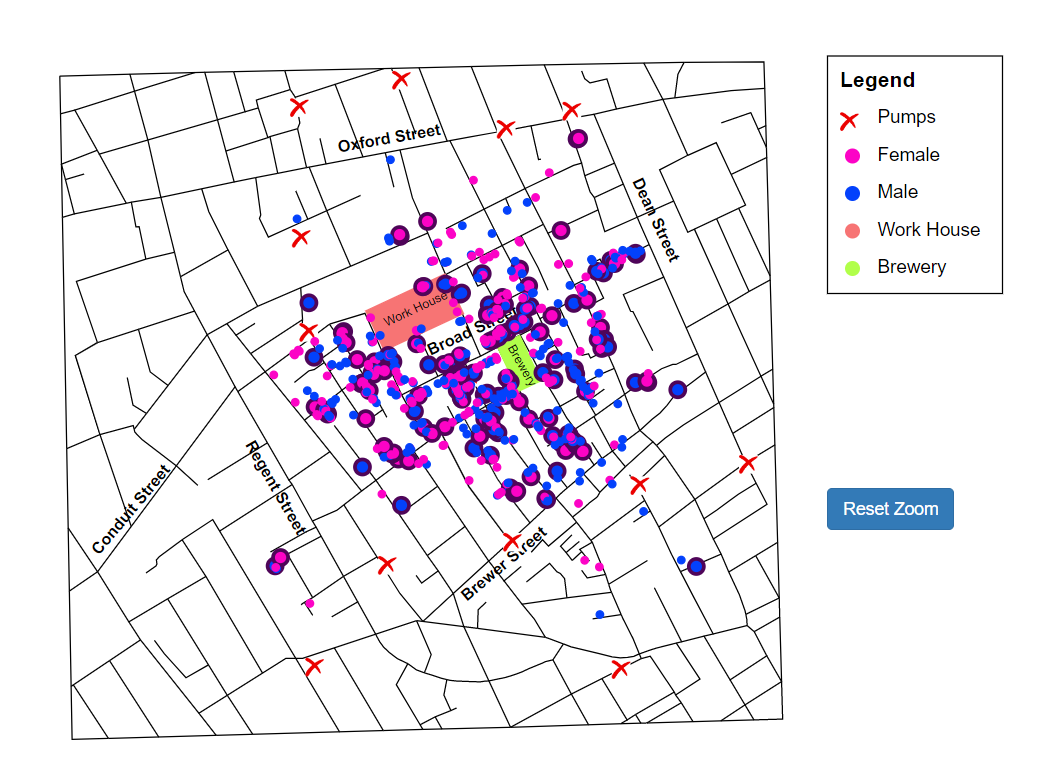 Legend
Pumps
Female
Male
Work House
Brewery
Oxford Street
Dean Street
Work House
Broad Street
Brewery
Regent Street
Conduit Street
Brewer Street
Reset Zoom